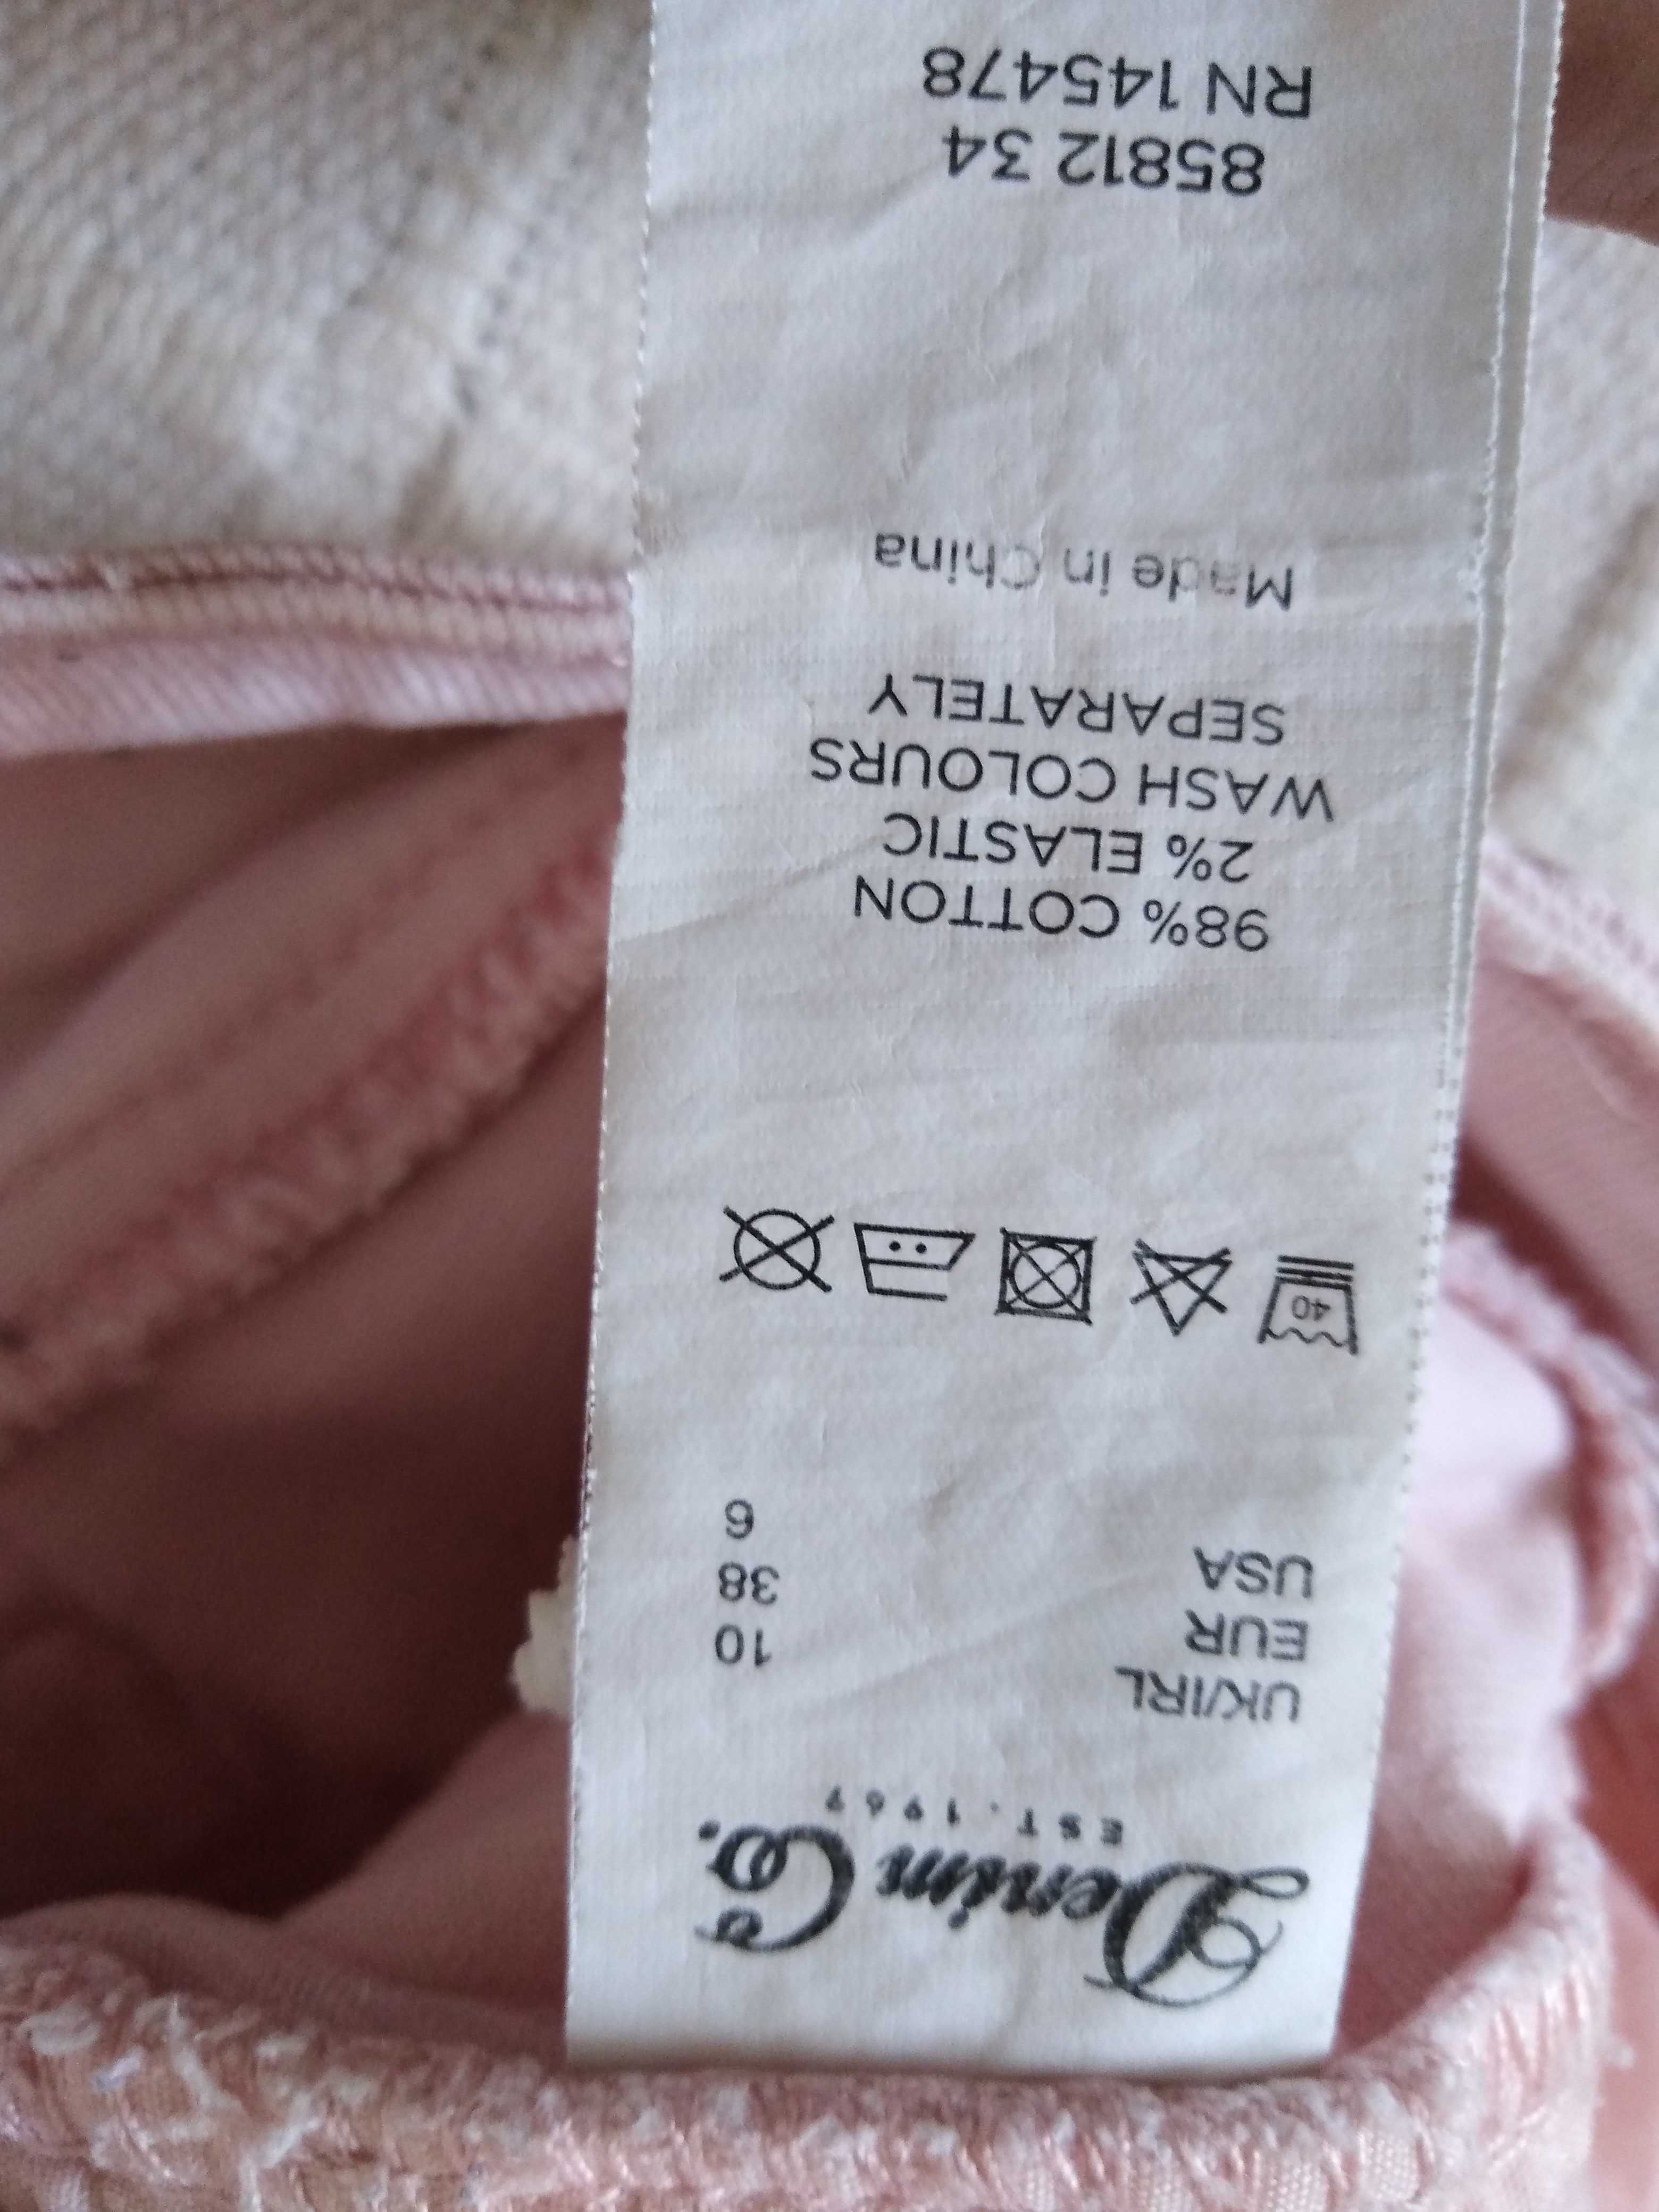 Denim Co.
EST. 1969
UK/IRL 10
EUR 38
USA 6
40
98% COTTON
2% ELASTIC
WASH COLOURS
SEPARATELY
Made in China
85812 34
RN 145478